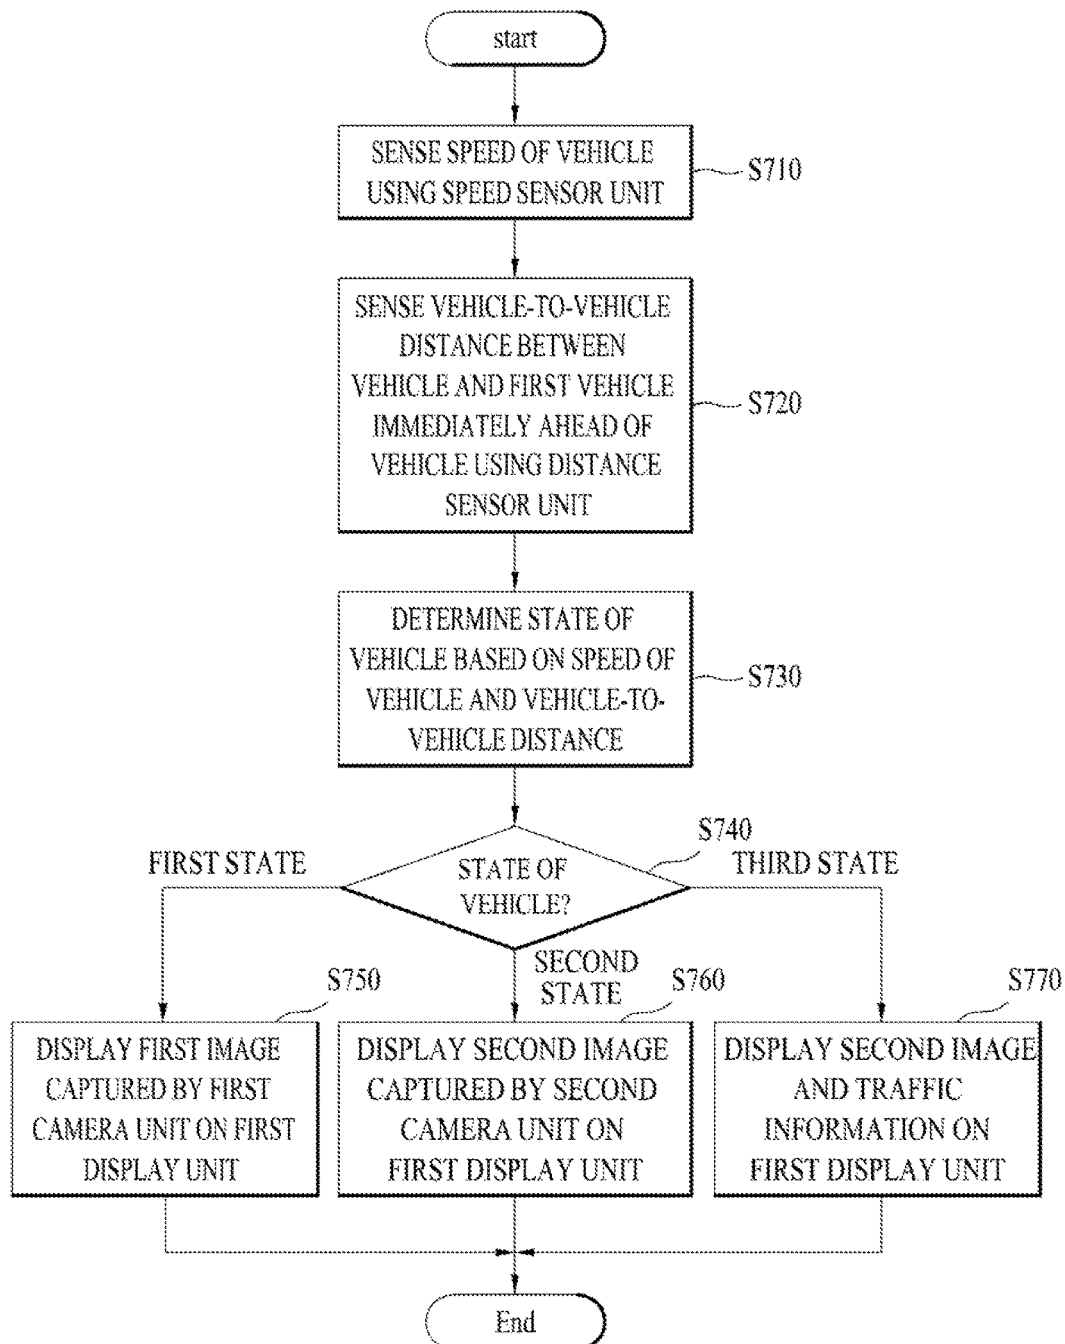 start
SENSE SPEED OF VEHICLE
USING SPEED SENSOR UNIT
S710
SENSE VEHICLE-TO-VEHICLE
DISTANCE BETWEEN
VEHICLE AND FIRST VEHICLE
IMMEDIATELY AHEAD OF
VEHICLE USING DISTANCE
SENSOR UNIT
S720
DETERMINE STATE OF
VEHICLE BASED ON SPEED OF
VEHICLE AND VEHICLE-TO-
VEHICLE DISTANCE
S730
S740
FIRST STATE
STATE OF
VEHICLE?
THIRD STATE
SECOND
STATE
S750
DISPLAY FIRST IMAGE
CAPTURED BY FIRST
CAMERA UNIT ON FIRST
DISPLAY UNIT
S760
DISPLAY SECOND IMAGE
CAPTURED BY SECOND
CAMERA UNIT ON
FIRST DISPLAY UNIT
S770
DISPLAY SECOND IMAGE
AND TRAFFIC
INFORMATION ON
FIRST DISPLAY UNIT
End